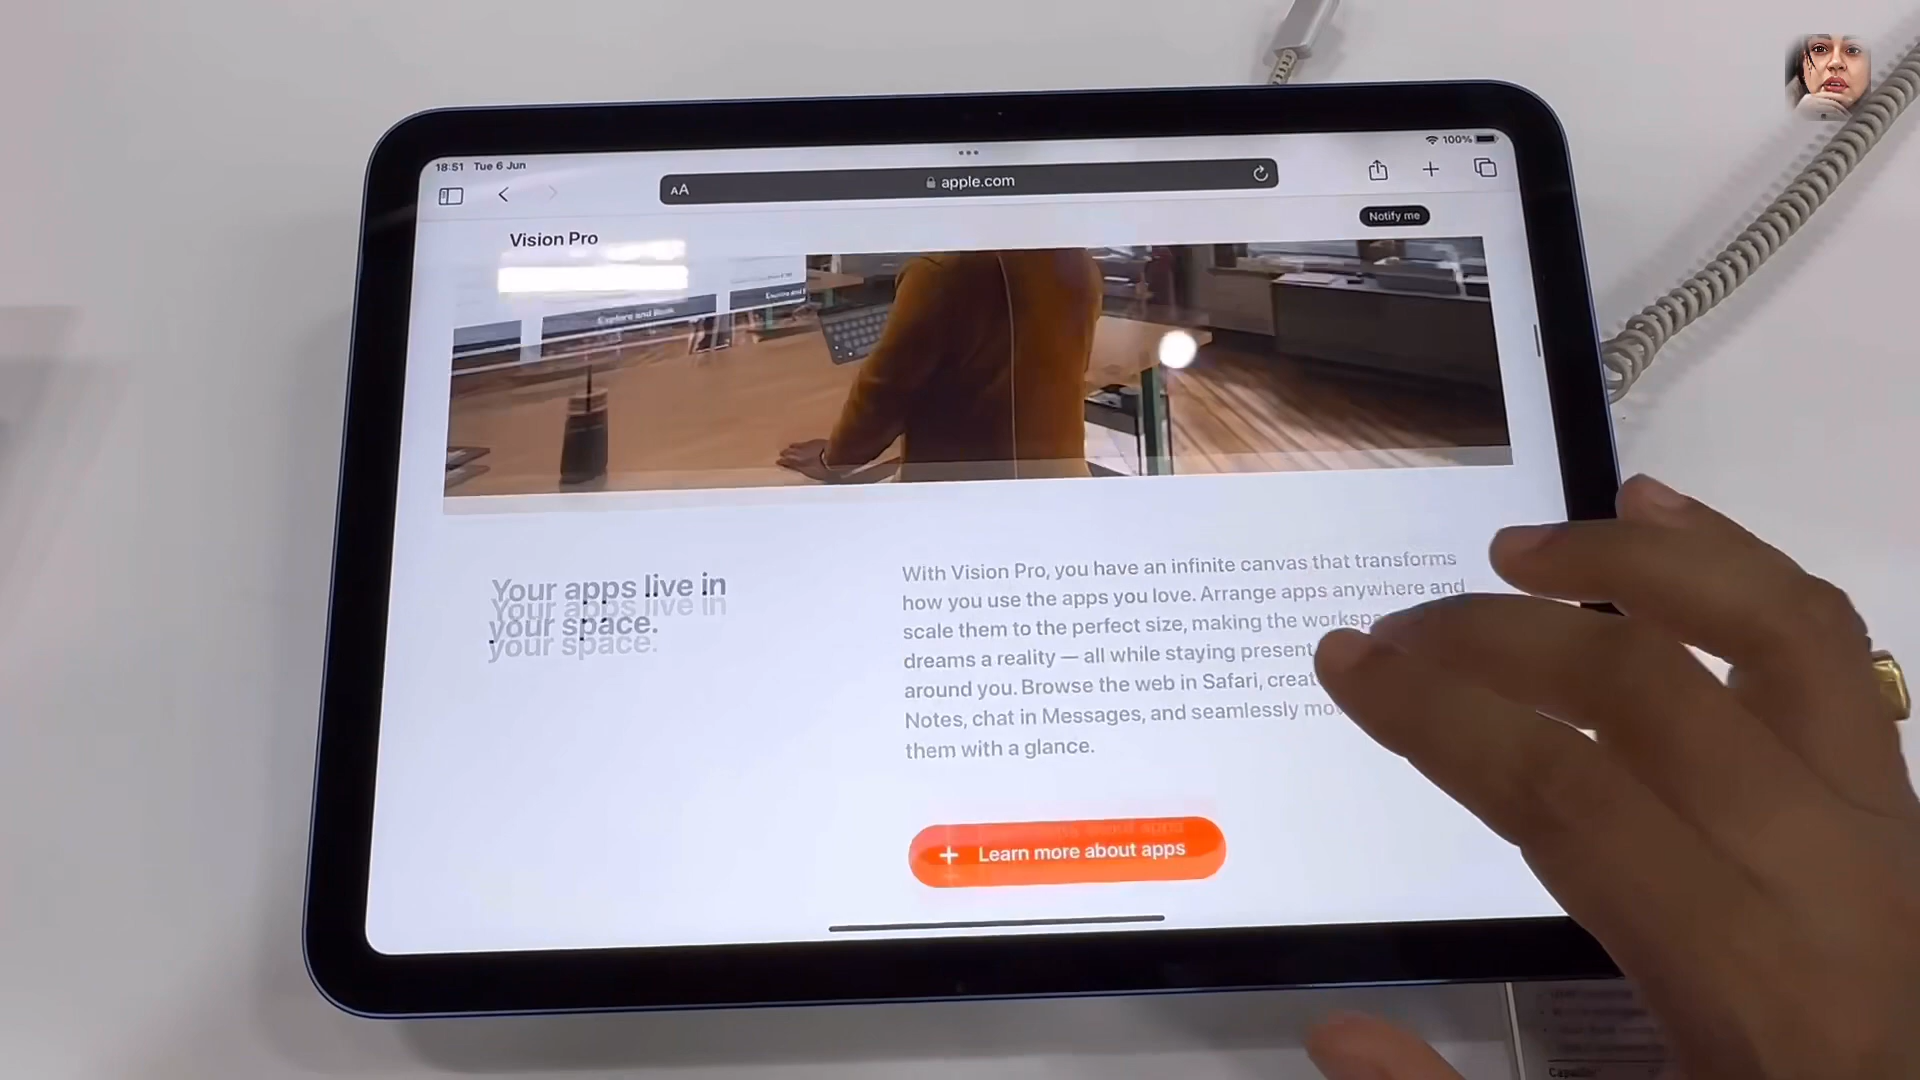 18:51 Tue 6 Jun
100%
AA
apple.com
Vision Pro
Notify me
Explore and Book
Your apps live in
your space.
With Vision Pro, you have an infinite canvas that transforms
how you use the apps you love. Arrange apps anywhere and
scale them to the perfect size, making the
dreams a reality — all while staying present
around you. Browse the web in Safari,
Notes, chat in Messages, and seamlessly
them with a glance.
+ Learn more about apps